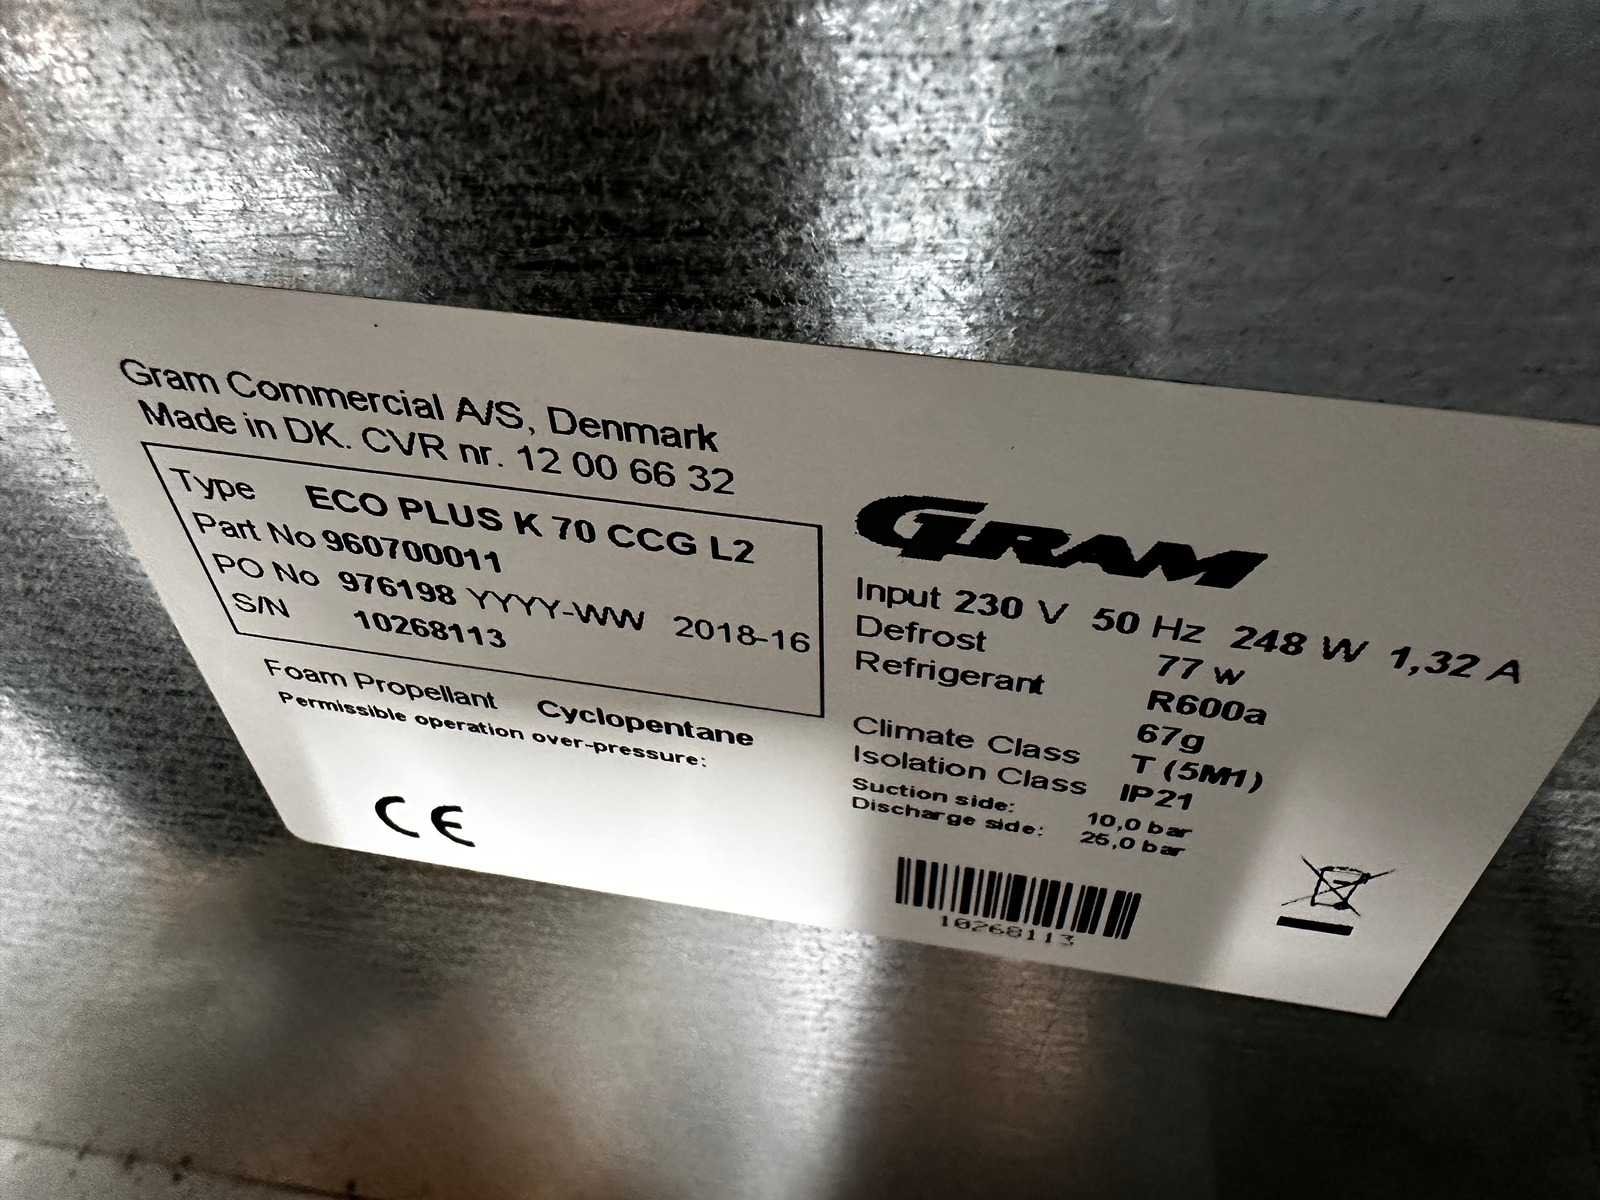 Gram Commercial A/S, Denmark
Made in DK. CVR nr. 12 00 66 32
Type ECO PLUS K 70 CCG L2
Part No 960700011
PO No 976198 YYYY-WW 2018-16
S/N 10268113
Foam Propellant Cyclopentane
Permissible operation over-pressure:
CE
GRAM
Input 230 V 50 Hz 248 W 1,32 A
Defrost 77 w
Refrigerant R600a
67g
Climate Class T (5M1)
Isolation Class IP21
Suction side: 10,0 bar
Discharge side: 25,0 bar
10268113